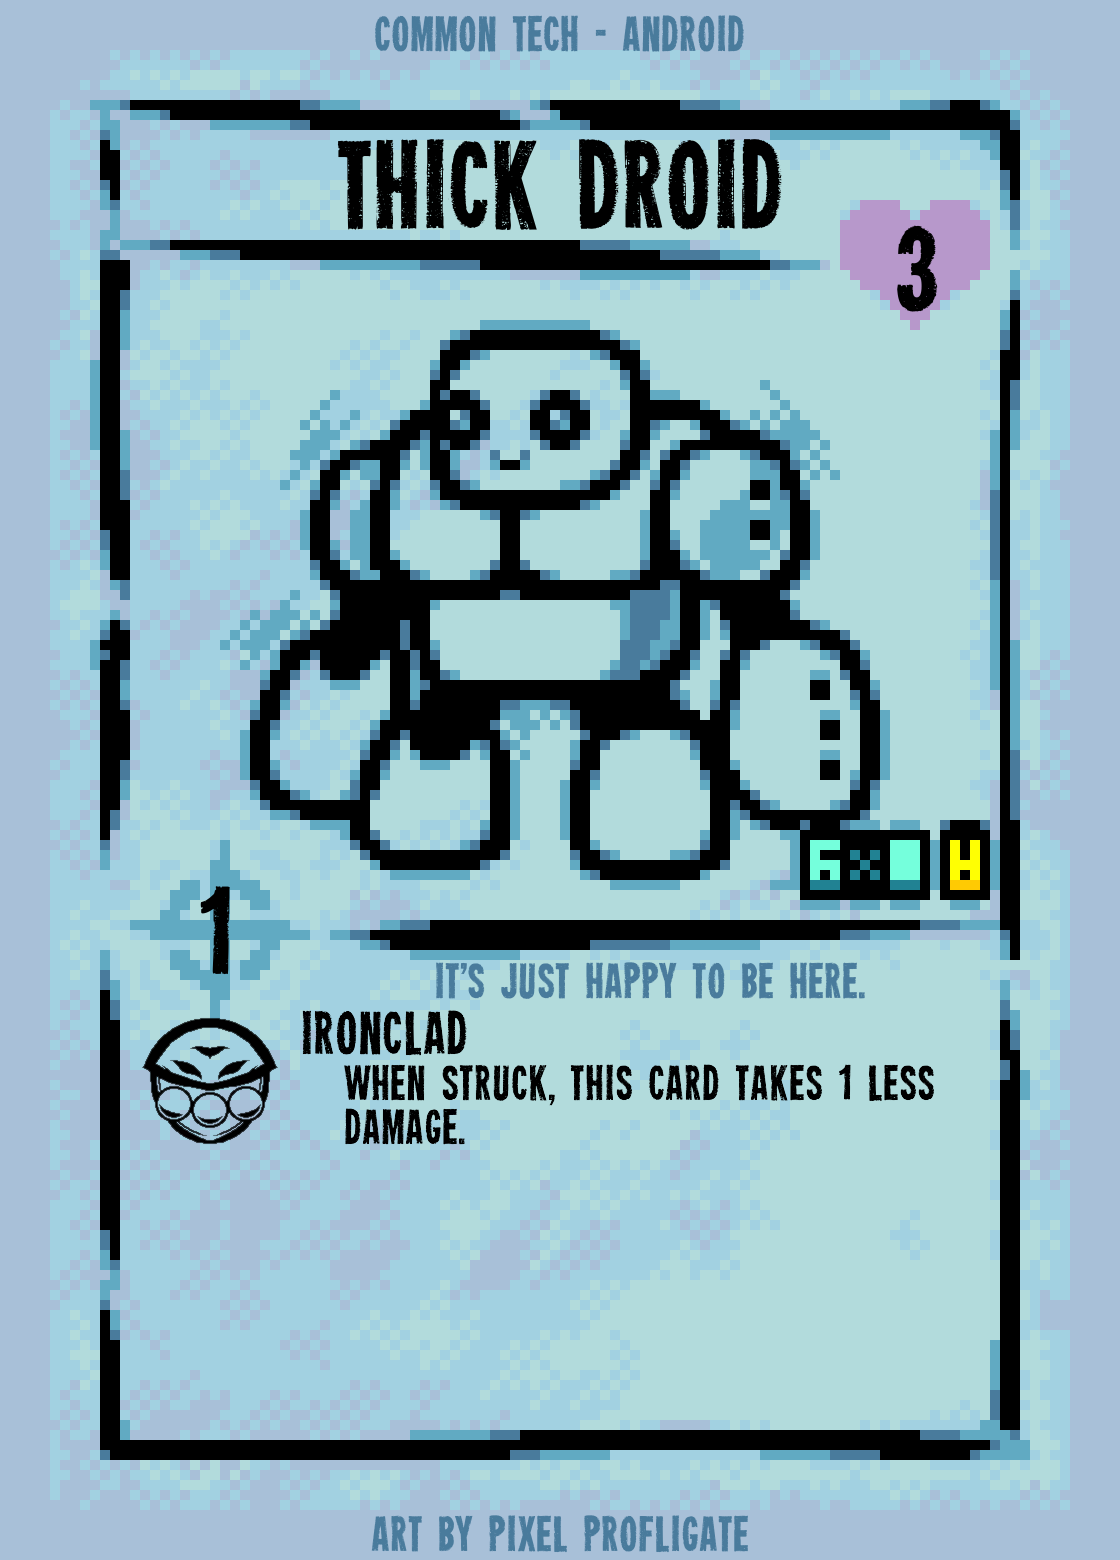 COMMON TECH - ANDROID
THICK DROID
3
6
1
IT'S JUST HAPPY TO BE HERE.
IRONCLAD
WHEN STRUCK, THIS CARD TAKES 1 LESS
DAMAGE.
ART BY PIXEL PROFLIGATE